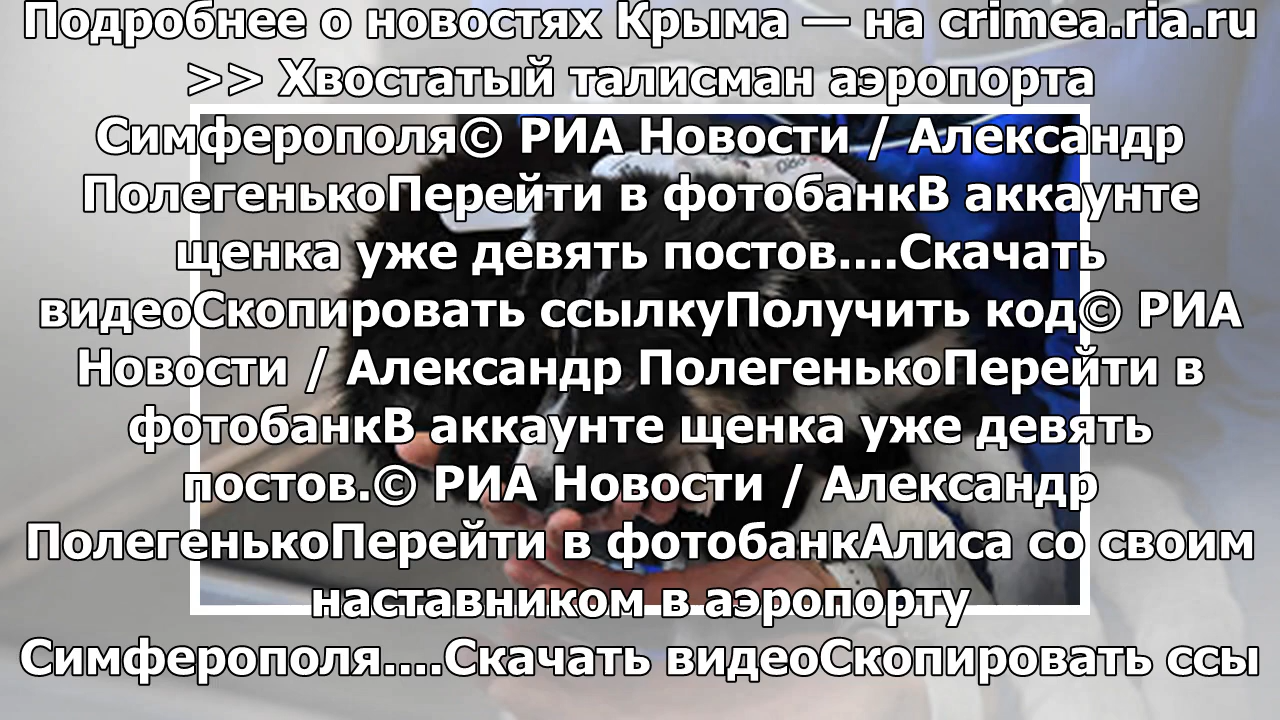 Подробнее о новостях Крыма — на crimea.ria.ru
>> Хвостатый талисман аэропорта
Симферополя© РИА Новости / Александр
ПолегенькоПерейти в фотобанкВ аккаунте
щенка уже девять постов....Скачать
видеоСкопировать ссылкуПолучить код© РИА
Новости / Александр ПолегенькоПерейти в
фотобанкВ аккаунте щенка уже девять
постов.© РИА Новости / Александр
ПолегенькоПерейти в фотобанкАлиса со своим
наставником в аэропорту
Симферополя....Скачать видеоСкопировать ссы